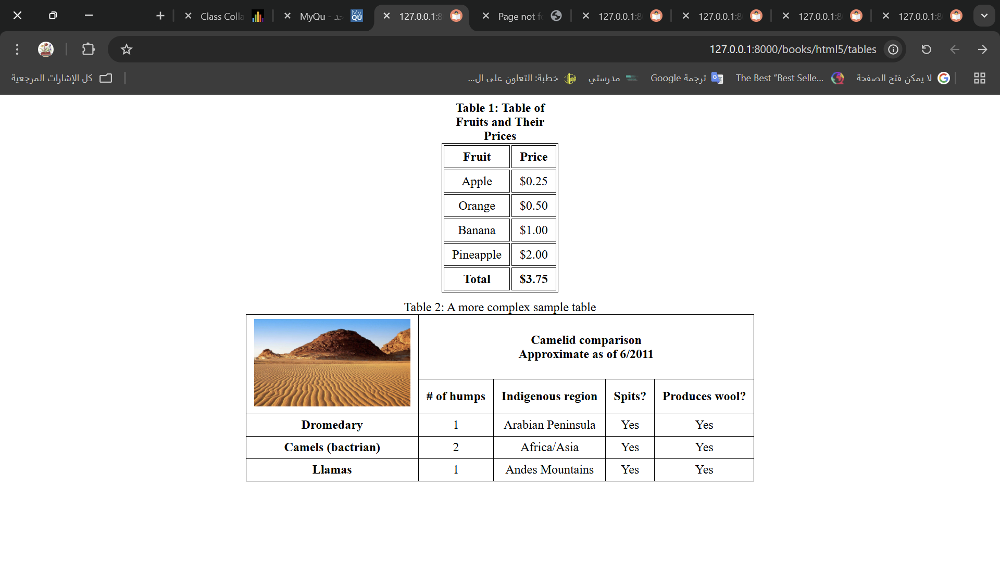 Class Colla
MyQu - حد
127.0.0.1:8
Page not f
127.0.0.1:8
127.0.0.1:8
127.0.0.1:8
127.0.0.1:8
127.0.0.1:8000/books/html5/tables
كل الإشارات المرجعية
خطبة: التعاون على ال...
مدرستي
ترجمة Google
The Best “Best Selle...
لا يمكن فتح الصفحة
Table 1: Table of
Fruits and Their
Prices
Fruit Price
Apple $0.25
Orange $0.50
Banana $1.00
Pineapple $2.00
Total $3.75
Table 2: A more complex sample table
Camelid comparison
Approximate as of 6/2011
# of humps Indigenous region Spits? Produces wool?
Dromedary 1 Arabian Peninsula Yes Yes
Camels (bactrian) 2 Africa/Asia Yes Yes
Llamas 1 Andes Mountains Yes Yes